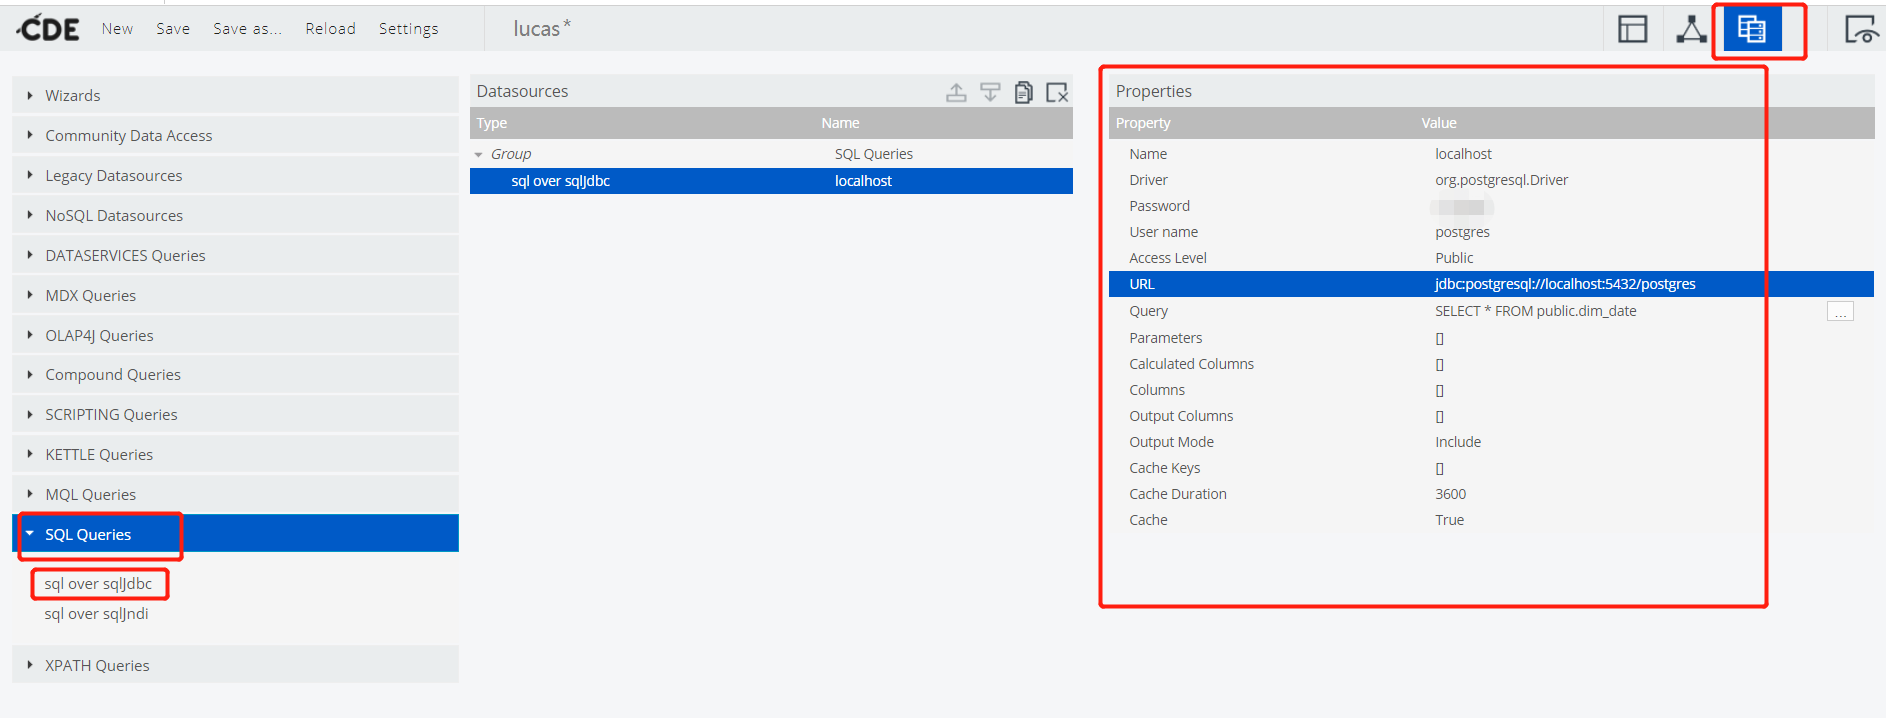 CDE New Save Save as... Reload Settings lucas*
Wizards
Community Data Access
Legacy Datasources
NoSQL Datasources
DATASERVICES Queries
MDX Queries
OLAP4J Queries
Compound Queries
SCRIPTING Queries
KETTLE Queries
MQL Queries
SQL Queries
sql over sqlJdbc
sql over sqlJndi
XPATH Queries
Datasources
Type Name
Group SQL Queries
sql over sqlJdbc localhost
Properties
Property Value
Name localhost
Driver org.postgresql.Driver
Password
User name postgres
Access Level Public
URL jdbc:postgresql://localhost:5432/postgres
Query SELECT * FROM public.dim_date ...
Parameters []
Calculated Columns []
Columns []
Output Columns []
Output Mode Include
Cache Keys []
Cache Duration 3600
Cache True